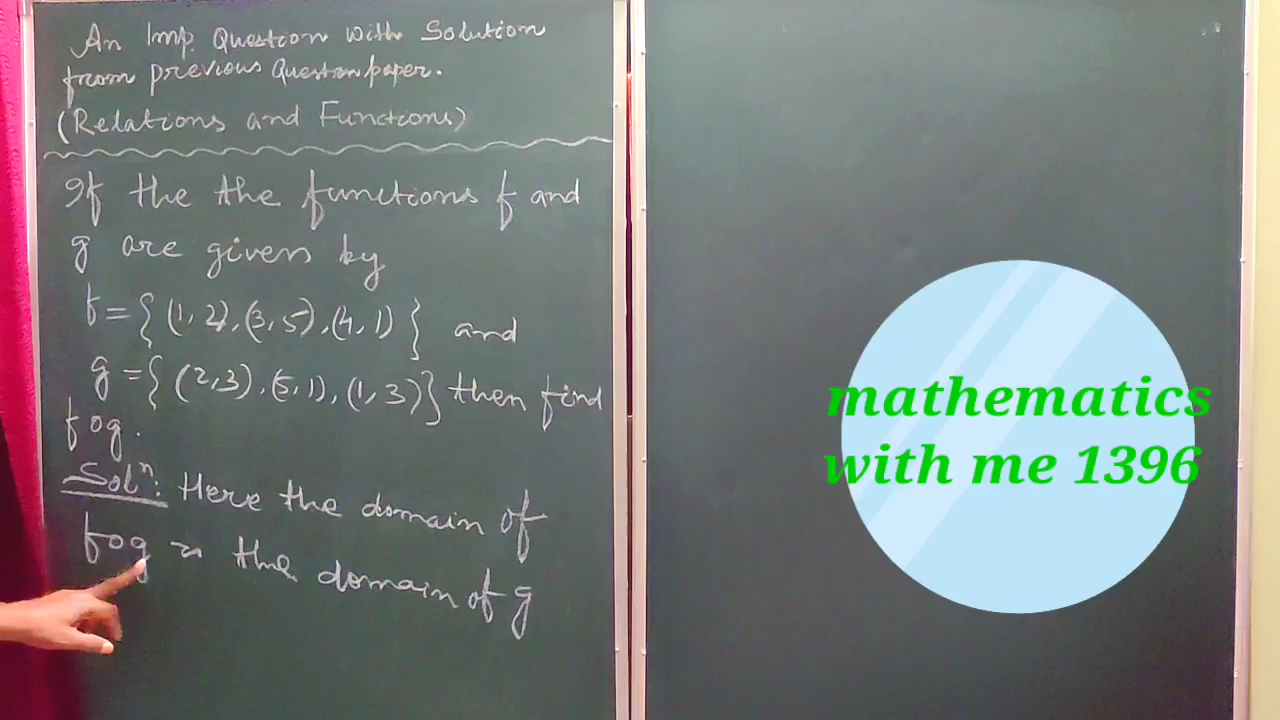 An Imp. Question with Solution
from previous Question paper.
(Relations and Functions)
If the the functions f and
g are given by
f = { (1, 2), (3, 5), (4, 1) } and
g = { (2, 3), (5, 1), (1, 3) } then find
fog.
Solⁿ: Here the domain of
fog is the domain of g
mathematics
with me 1396